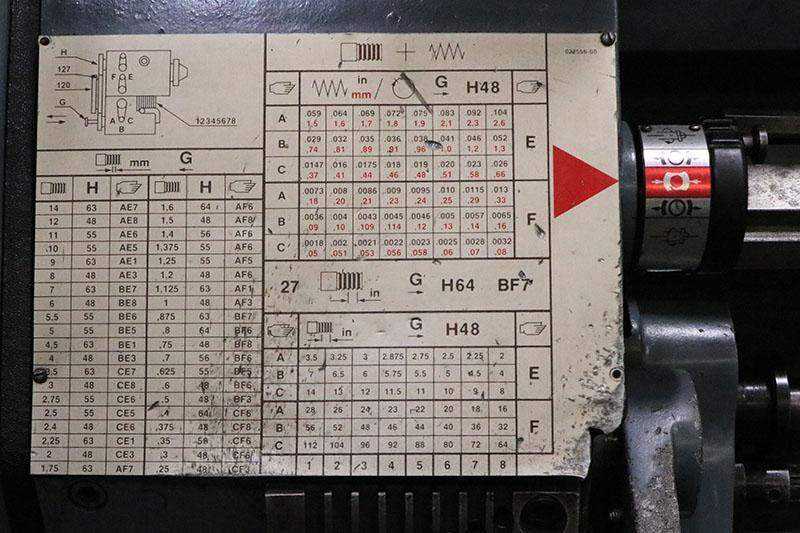 H
127
120
G
F E
A C
B
12345678
mm G
H H
14 63 AE7 1,6 64 AF6
12 48 AE8 1,5 48 AF8
11 55 AE6 1,4 56 AF6
10 55 AE5 1,375 55 AF6
9 63 AE1 1,25 55 AF5
8 48 AE3 1,2 48 AF6
7 63 BE7 1,125 63 AF1
6 48 BE8 1 48 AF3
5,5 55 BE6 .875 63 BF7
5 55 BE5 .8 64
4,5 63 BE1 .75 48 BF8
4 48 BE3 .7 56 BF6
3,5 63 CE7 .625 55 BF5
3 48 CE8 .6 48 BF6
2,75 55 CE6 .5 48 BF3
2,5 55 CE5 .4 64 CF6
2,4 48 CE6 .375 48 CF8
2,25 63 CE1 .35 56 CF6
2 48 CE3 .3 48 CF6
1,75 63 AF7 .25 48 CF3
+
in
mm / G H48
A .059 .064 .069 .072 .075 .083 .092 .104
1.5 1.6 1.7 1.8 1.9 2.1 2.3 2.6
B .029 .032 .035 .036 .038 .041 .046 .052
.74 .81 .89 .91 .96 1.0 1.2 1.3
C .0147 .016 .0175 .018 .019 .020 .023 .026
.37 .41 .44 .46 .48 .51 .58 .66
E
A .0073 .008 .0086 .009 .0095 .010 .0115 .013
.18 .20 .21 .23 .24 .25 .29 .33
B .0036 .004 .0043 .0045 .0046 .005 .0057 .0065
.09 .10 .109 .114 .12 .13 .14 .16
C .0018 .002 .0021 .0022 .0023 .0025 .0028 .0032
.05 .051 .053 .056 .058 .06 .07 .08
F
27 in G H64 BF7
in G H48
A 3.5 3.25 3 2.875 2.75 2.5 2.25 2
B 7 6.5 6 5.75 5.5 5 4.5 4
C 14 13 12 11.5 11 10 9 8
E
A 28 26 24 23 22 20 18 16
B 56 52 48 46 44 40 36 32
C 112 104 96 92 88 80 72 64
F
1 2 3 4 5 6 7 8